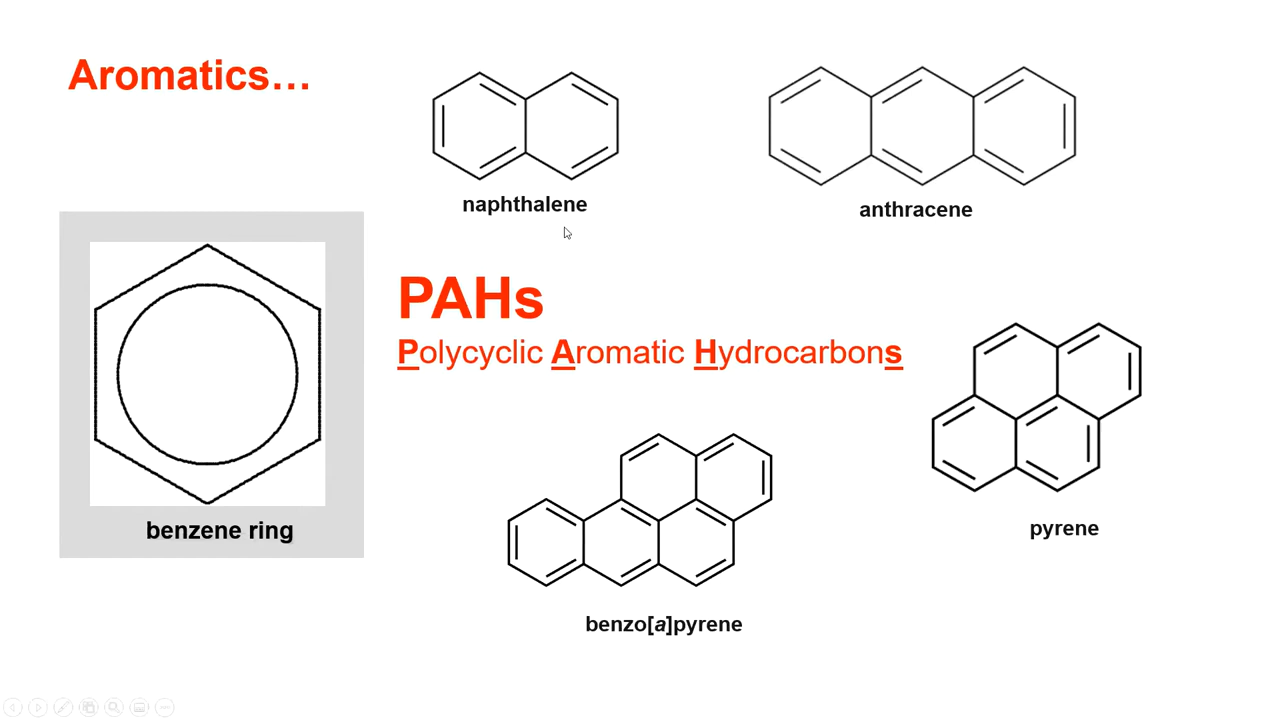 Aromatics…
naphthalene
anthracene
PAHs
Polycyclic Aromatic Hydrocarbons
benzene ring
pyrene
benzo[a]pyrene